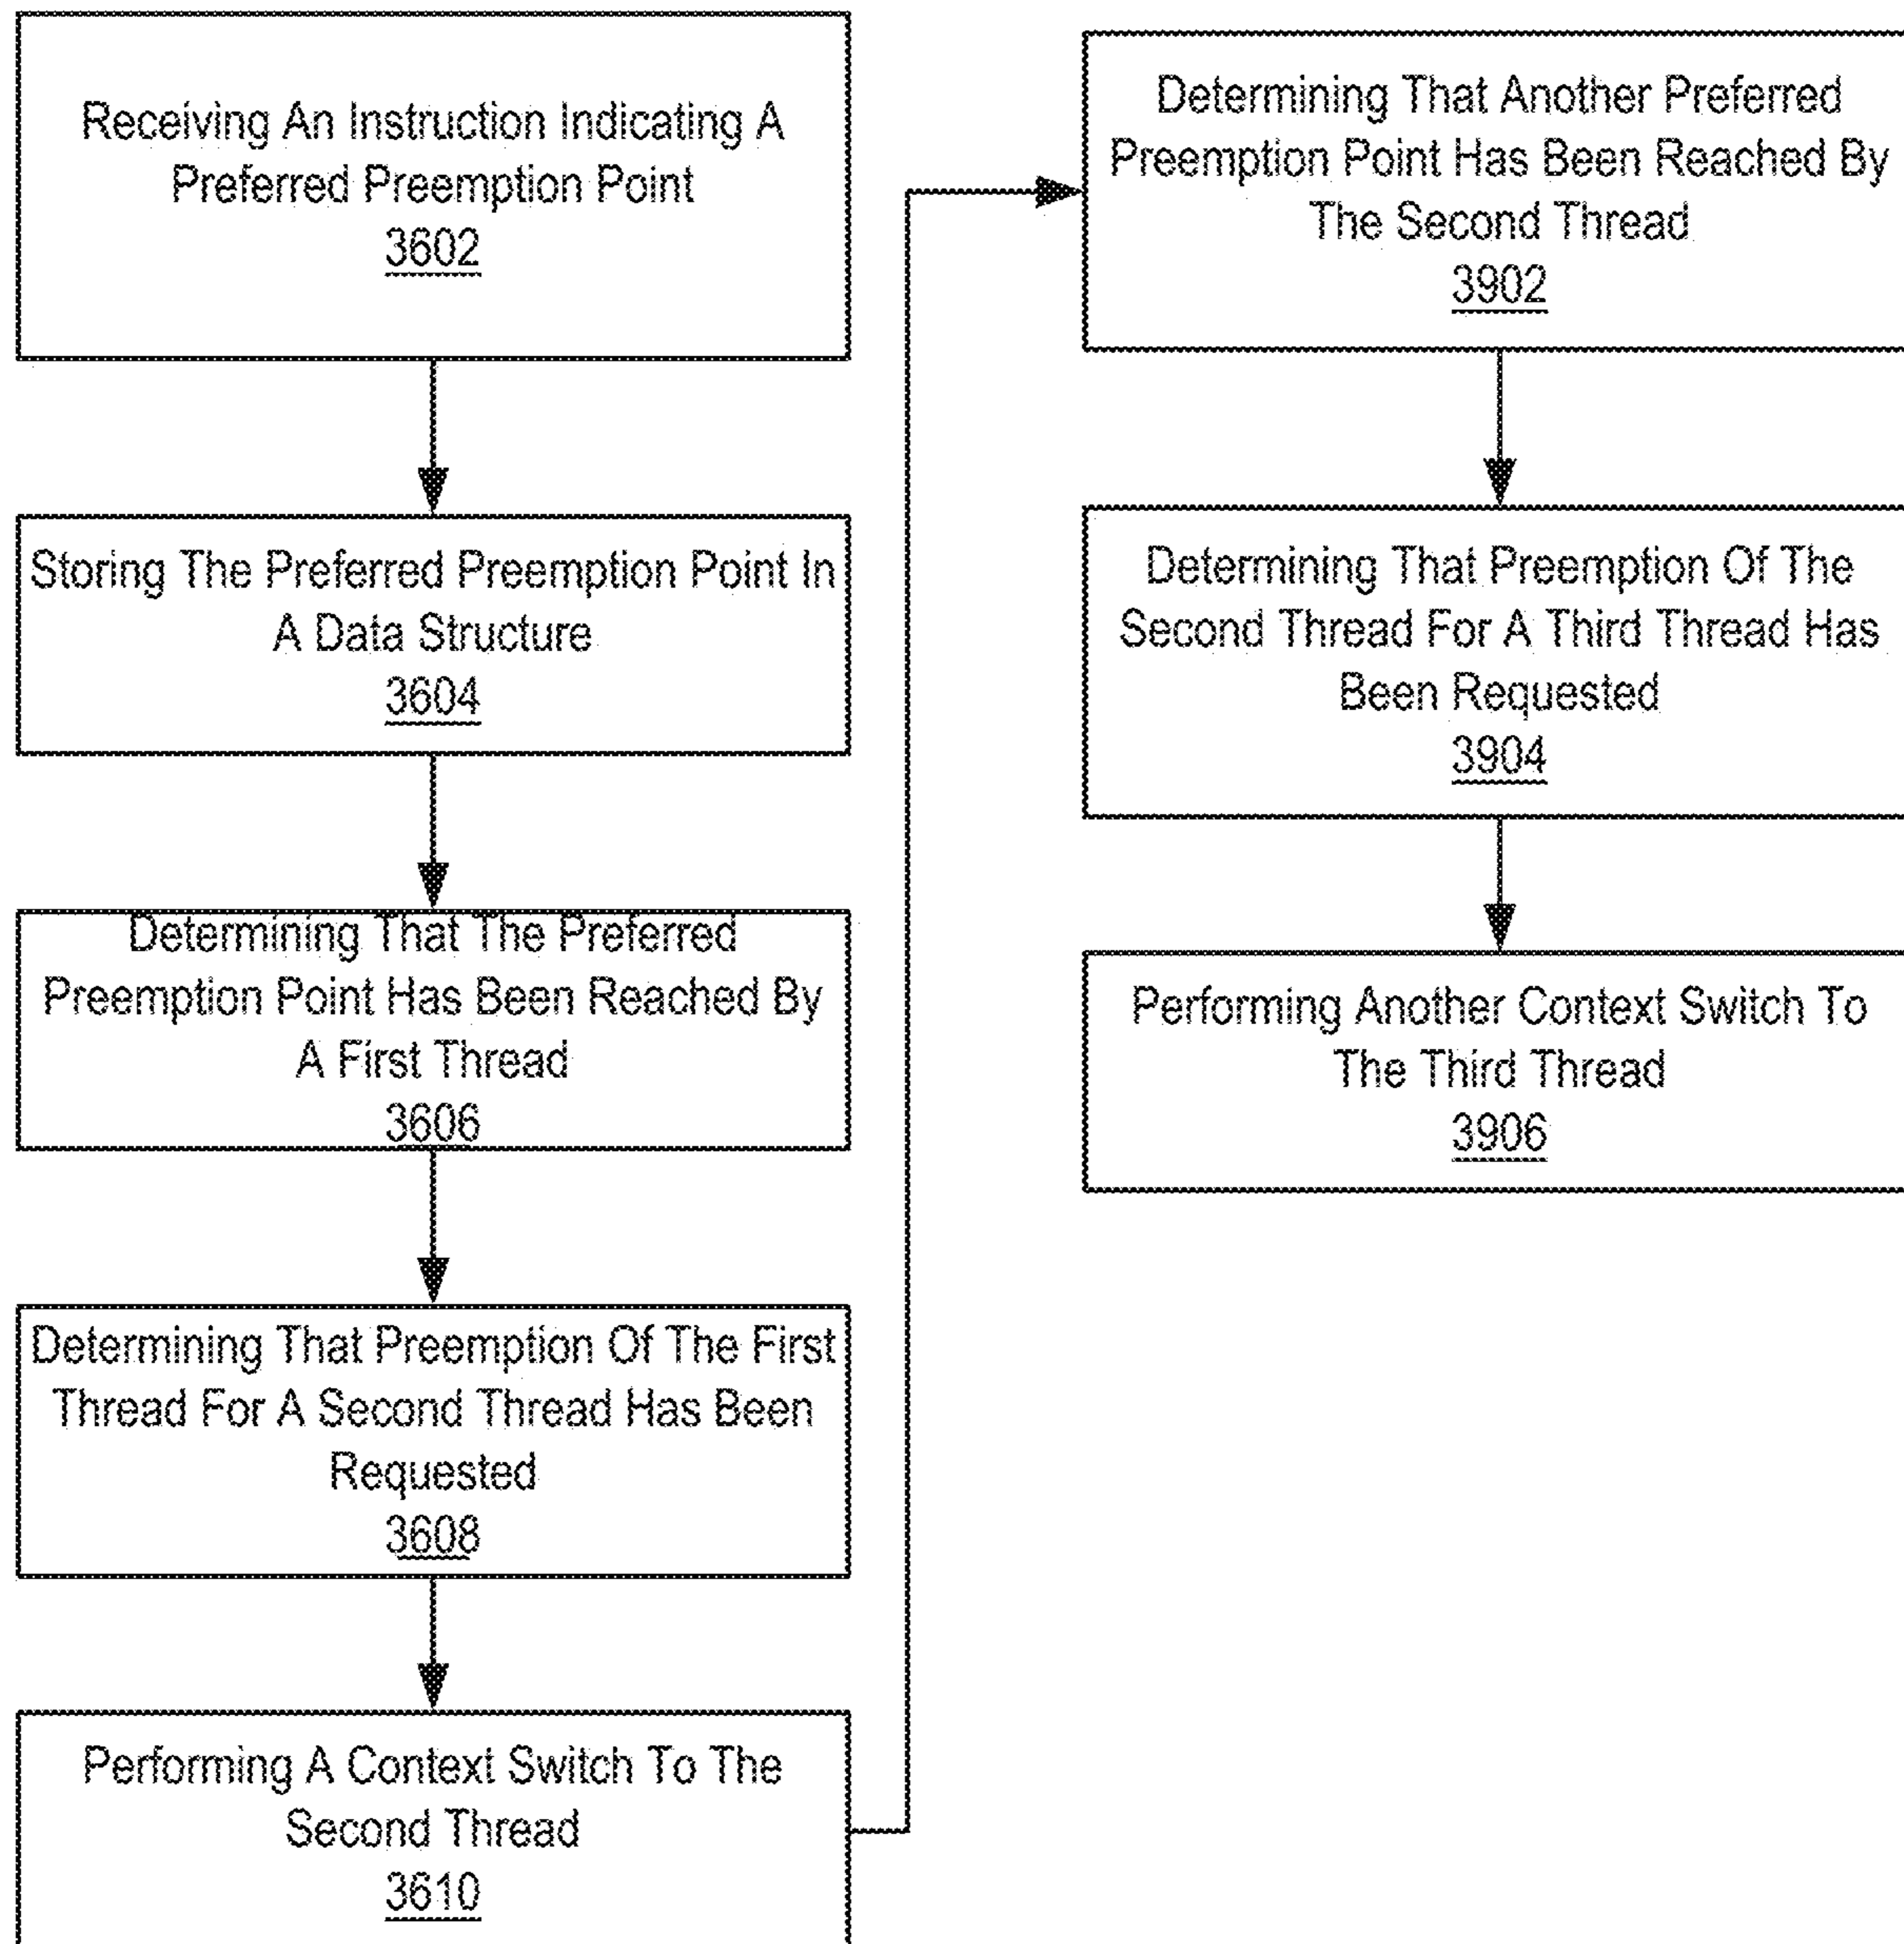 Receiving An Instruction Indicating A
Preferred Preemption Point
3602
Storing The Preferred Preemption Point In
A Data Structure
3604
Determining That The Preferred
Preemption Point Has Been Reached By
A First Thread
3606
Determining That Preemption Of The First
Thread For A Second Thread Has Been
Requested
3608
Performing A Context Switch To The
Second Thread
3610
Determining That Another Preferred
Preemption Point Has Been Reached By
The Second Thread
3902
Determining That Preemption Of The
Second Thread For A Third Thread Has
Been Requested
3904
Performing Another Context Switch To
The Third Thread
3906